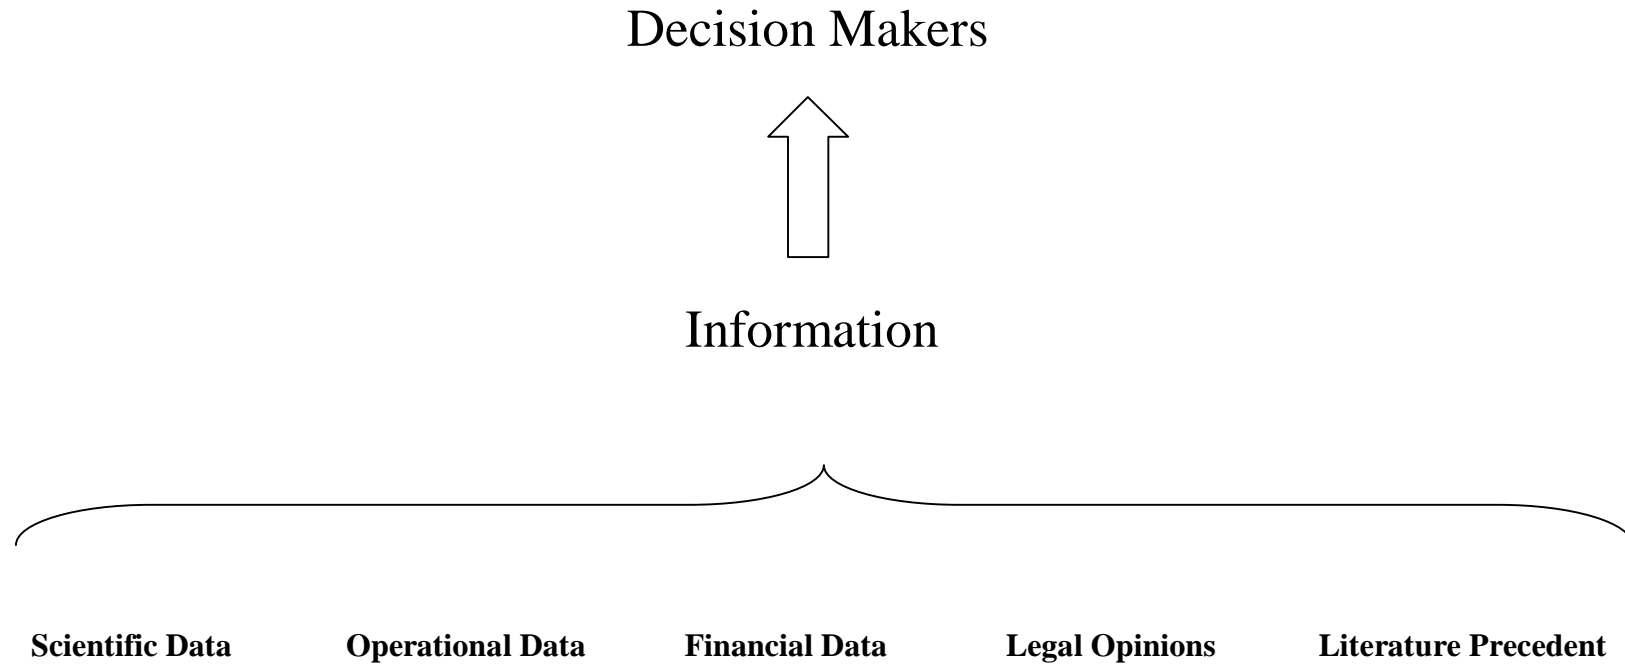 Decision Makers
Information
Scientific Data Operational Data Financial Data Legal Opinions Literature Precedent